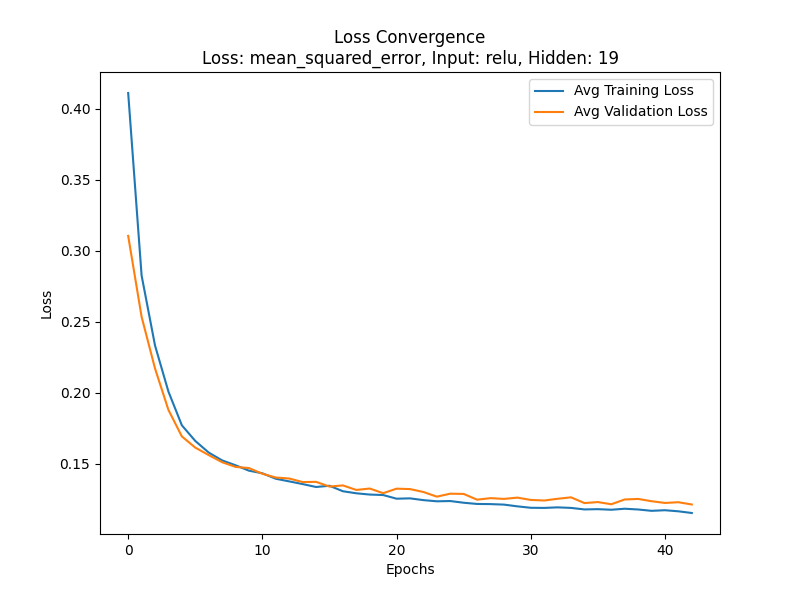 Loss Convergence
Loss: mean_squared_error, Input: relu, Hidden: 19
Avg Training Loss
Avg Validation Loss
0.40
0.35
0.30
0.25
0.20
0.15
Loss
0 10 20 30 40
Epochs